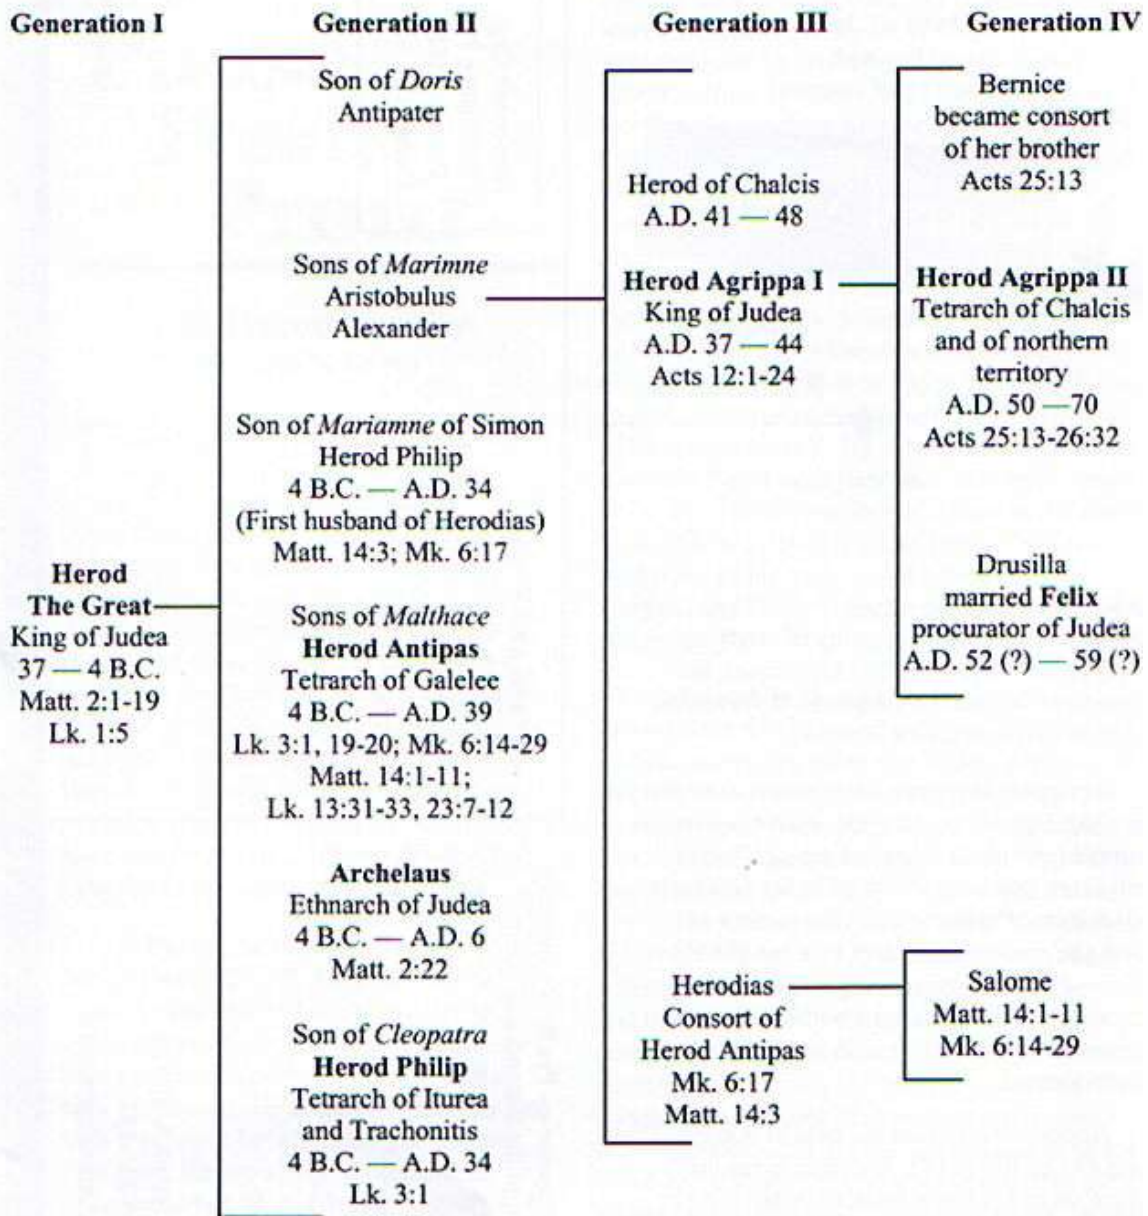 Generation I
Generation II
Generation III
Generation IV
Herod
The Great
King of Judea
37 — 4 B.C.
Matt. 2:1-19
Lk. 1:5
Son of Doris
Antipater
Sons of Marimne
Aristobulus
Alexander
Son of Mariamne of Simon
Herod Philip
4 B.C. — A.D. 34
(First husband of Herodias)
Matt. 14:3; Mk. 6:17
Sons of Malthace
Herod Antipas
Tetrarch of Galelee
4 B.C. — A.D. 39
Lk. 3:1, 19-20; Mk. 6:14-29
Matt. 14:1-11;
Lk. 13:31-33, 23:7-12
Archelaus
Ethnarch of Judea
4 B.C. — A.D. 6
Matt. 2:22
Son of Cleopatra
Herod Philip
Tetrarch of Iturea
and Trachonitis
4 B.C. — A.D. 34
Lk. 3:1
Herod of Chalcis
A.D. 41 — 48
Herod Agrippa I
King of Judea
A.D. 37 — 44
Acts 12:1-24
Herodias
Consort of
Herod Antipas
Mk. 6:17
Matt. 14:3
Bernice
became consort
of her brother
Acts 25:13
Herod Agrippa II
Tetrarch of Chalcis
and of northern
territory
A.D. 50 —70
Acts 25:13-26:32
Drusilla
married Felix
procurator of Judea
A.D. 52 (?) — 59 (?)
Salome
Matt. 14:1-11
Mk. 6:14-29